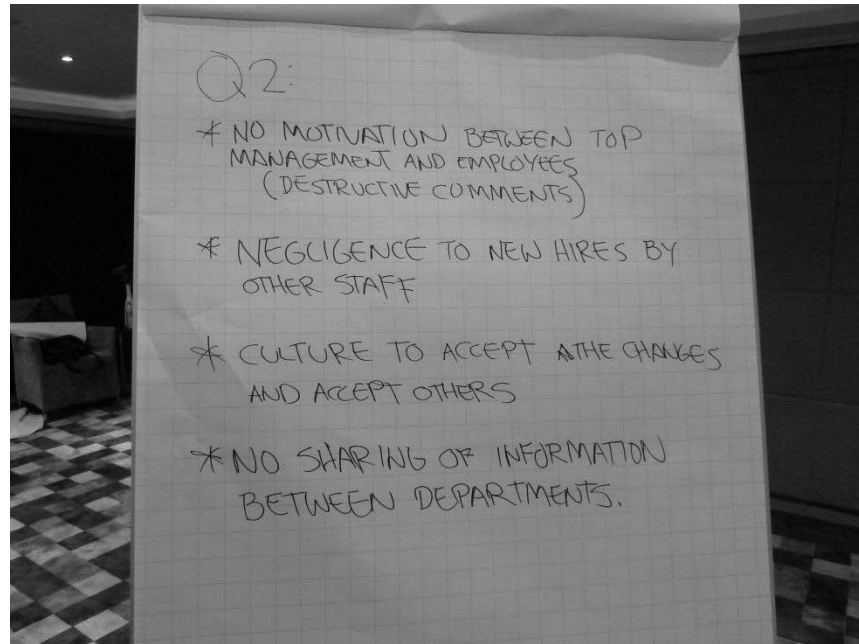 Q2:
* NO MOTIVATION BETWEEN TOP
MANAGEMENT AND EMPLOYEES
(DESTRUCTIVE COMMENTS)
* NEGLIGENCE TO NEW HIRES BY
OTHER STAFF
* CULTURE TO ACCEPT THE CHANGES
AND ACCEPT OTHERS
* NO SHARING OF INFORMATION
BETWEEN DEPARTMENTS.